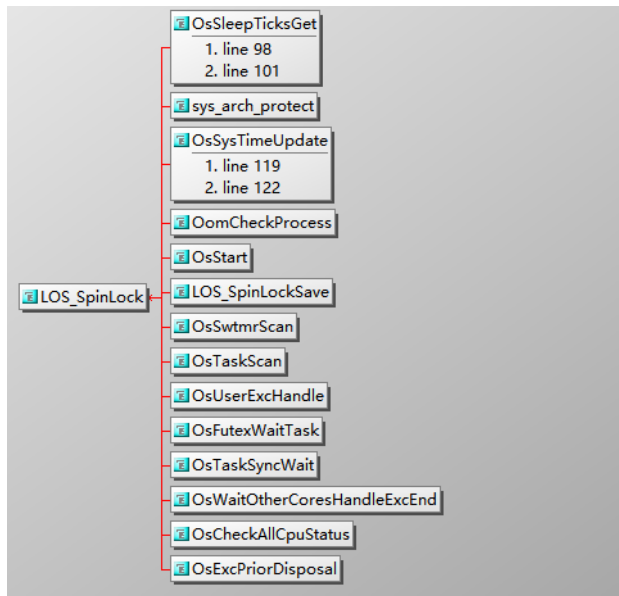 OsSleepTicksGet
1. line 98
2. line 101
sys_arch_protect
OsSysTimeUpdate
1. line 119
2. line 122
OomCheckProcess
OsStart
LOS_SpinLock
LOS_SpinLockSave
OsSwtmrScan
OsTaskScan
OsUserExcHandle
OsFutexWaitTask
OsTaskSyncWait
OsWaitOtherCoresHandleExcEnd
OsCheckAllCpuStatus
OsExcPriorDisposal